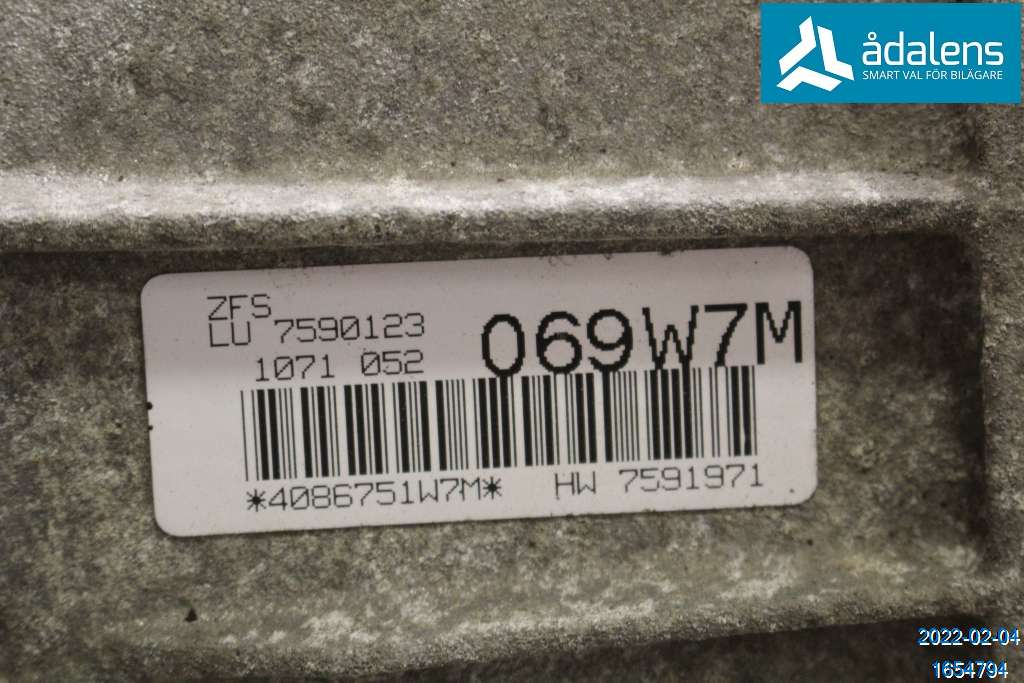 ådalens
SMART VAL FÖR BILÄGARE
ZFS
LU 7590123
1071 052
069W7M
*4086751W7M* HW 7591971
2022-02-04
1654794